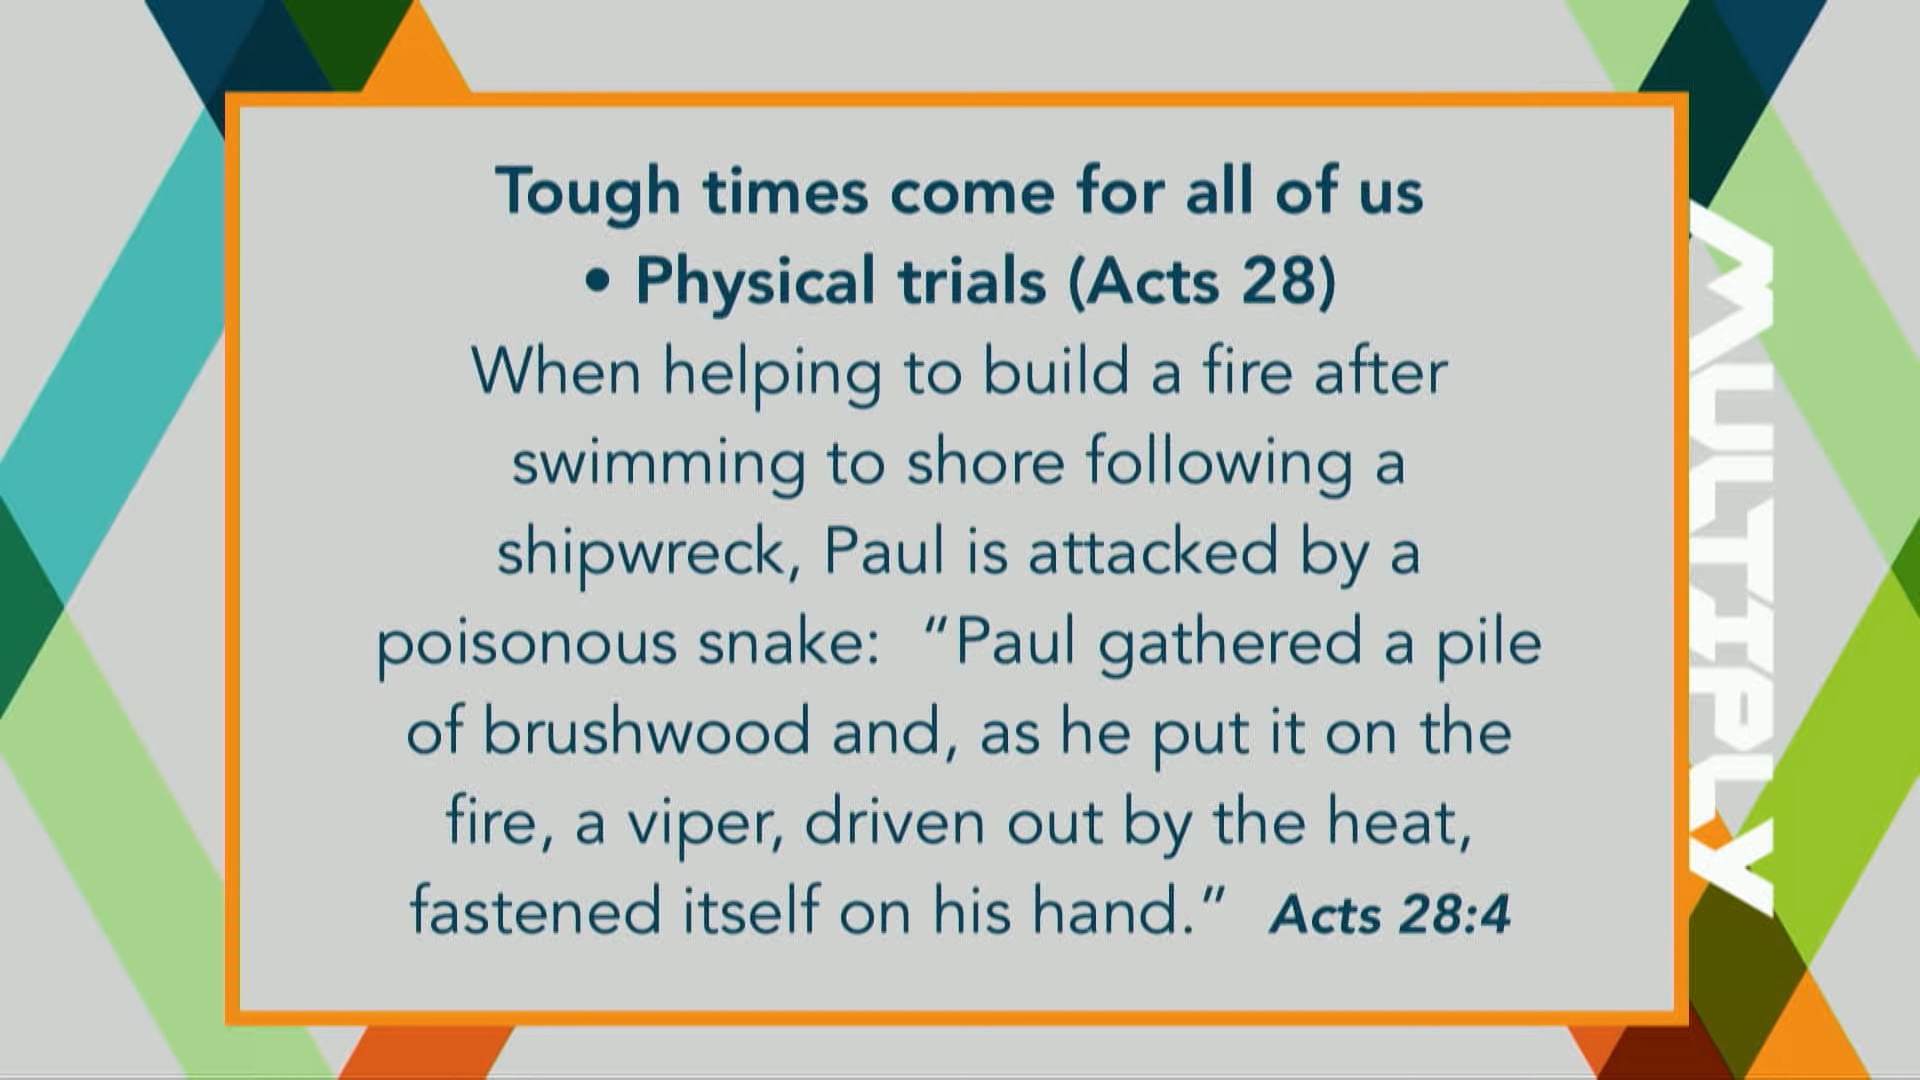 Tough times come for all of us
• Physical trials (Acts 28)
When helping to build a fire after
swimming to shore following a
shipwreck, Paul is attacked by a
poisonous snake:  “Paul gathered a pile
of brushwood and, as he put it on the
fire, a viper, driven out by the heat,
fastened itself on his hand.”  Acts 28:4
MULTIPLY